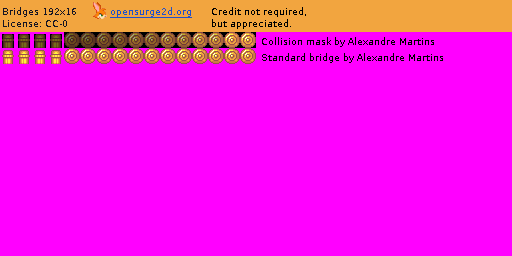 Bridges 192x16
License: CC-0
opensurge2d.org
Credit not required,
but appreciated.
Collision mask by Alexandre Martins
Standard bridge by Alexandre Martins